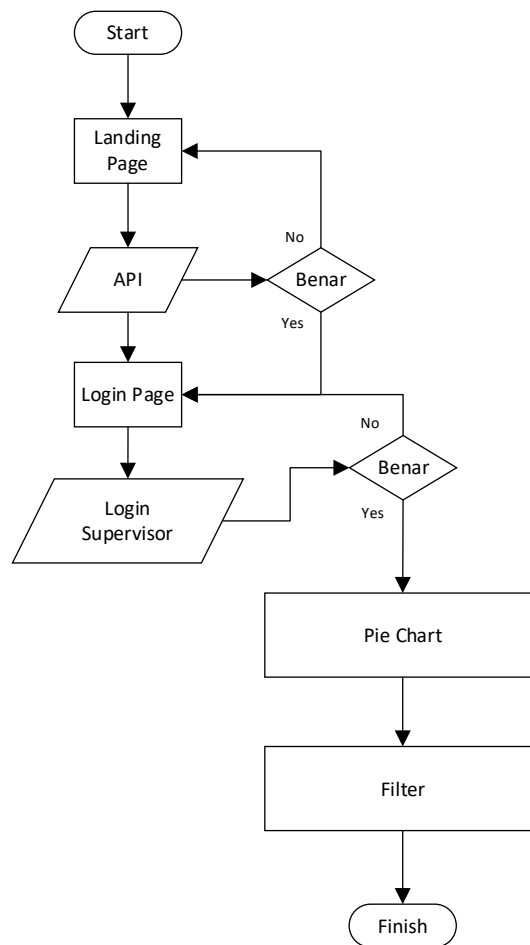 Start
Landing
Page
No
API
Benar
Yes
Login Page
No
Benar
Login
Supervisor
Yes
Pie Chart
Filter
Finish